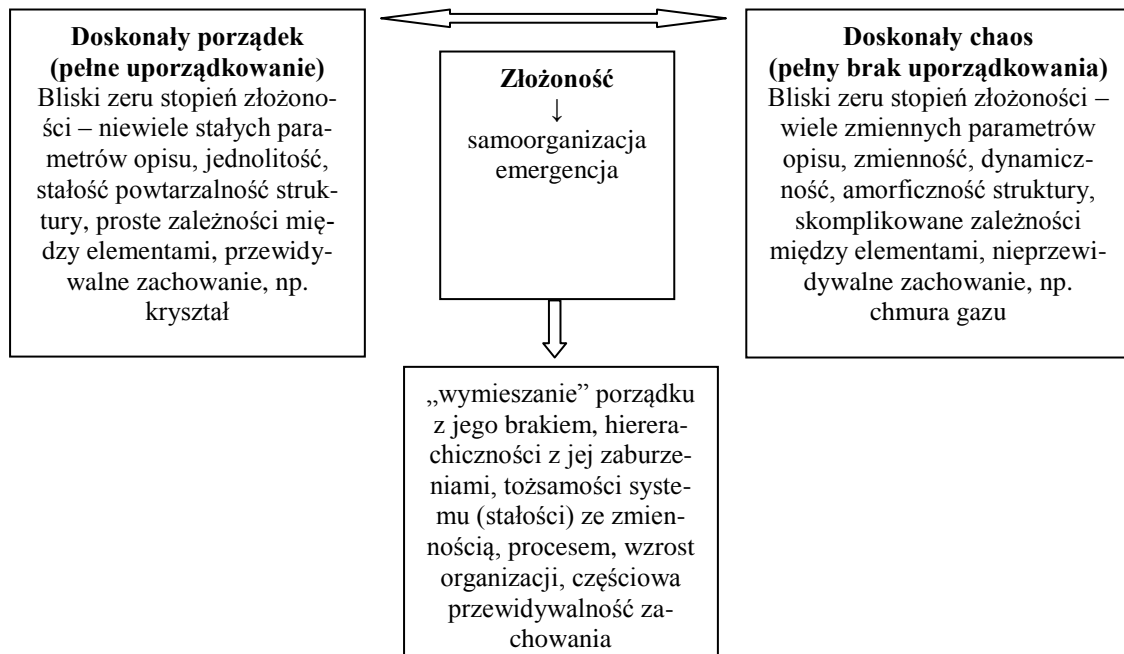 Doskonały porządek
(pełne uporządkowanie)
Bliski zeru stopień złożono-
ści – niewiele stałych para-
metrów opisu, jednolitość,
stałość powtarzalność struk-
tury, proste zależności mię-
dzy elementami, przewidy-
walne zachowanie, np.
kryształ
Złożoność
↓
samoorganizacja
emergencja
Doskonały chaos
(pełny brak uporządkowania)
Bliski zeru stopień złożoności –
wiele zmiennych parametrów
opisu, zmienność, dynamicz-
ność, amorficzność struktury,
skomplikowane zależności
między elementami, nieprzewi-
dywalne zachowanie, np.
chmura gazu
„wymieszanie” porządku
z jego brakiem, hierera-
chiczności z jej zaburze-
niami, tożsamości syste-
mu (stałości) ze zmien-
nością, procesem, wzrost
organizacji, częściowa
przewidywalność za-
chowania